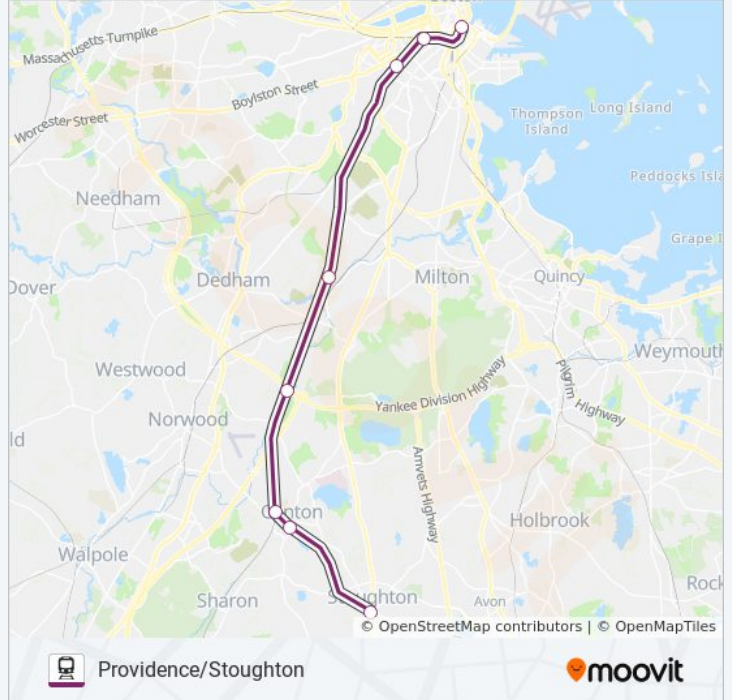 Massachusetts Turnpike
Boylston Street
Worcester Street
Thompson
Island
Long Island
Peddocks Isla
Needham
Grape I
Dedham
Milton
Quincy
Dover
Westwood
Weymouth
Norwood
Yankee Division Highway
Pilgrim
Highway
ld
Amvets Highway
Canton
Holbrook
Walpole
Rock
Sharon
Stoughton
Avon
© OpenStreetMap contributors | © OpenMapTiles
Providence/Stoughton
moovit